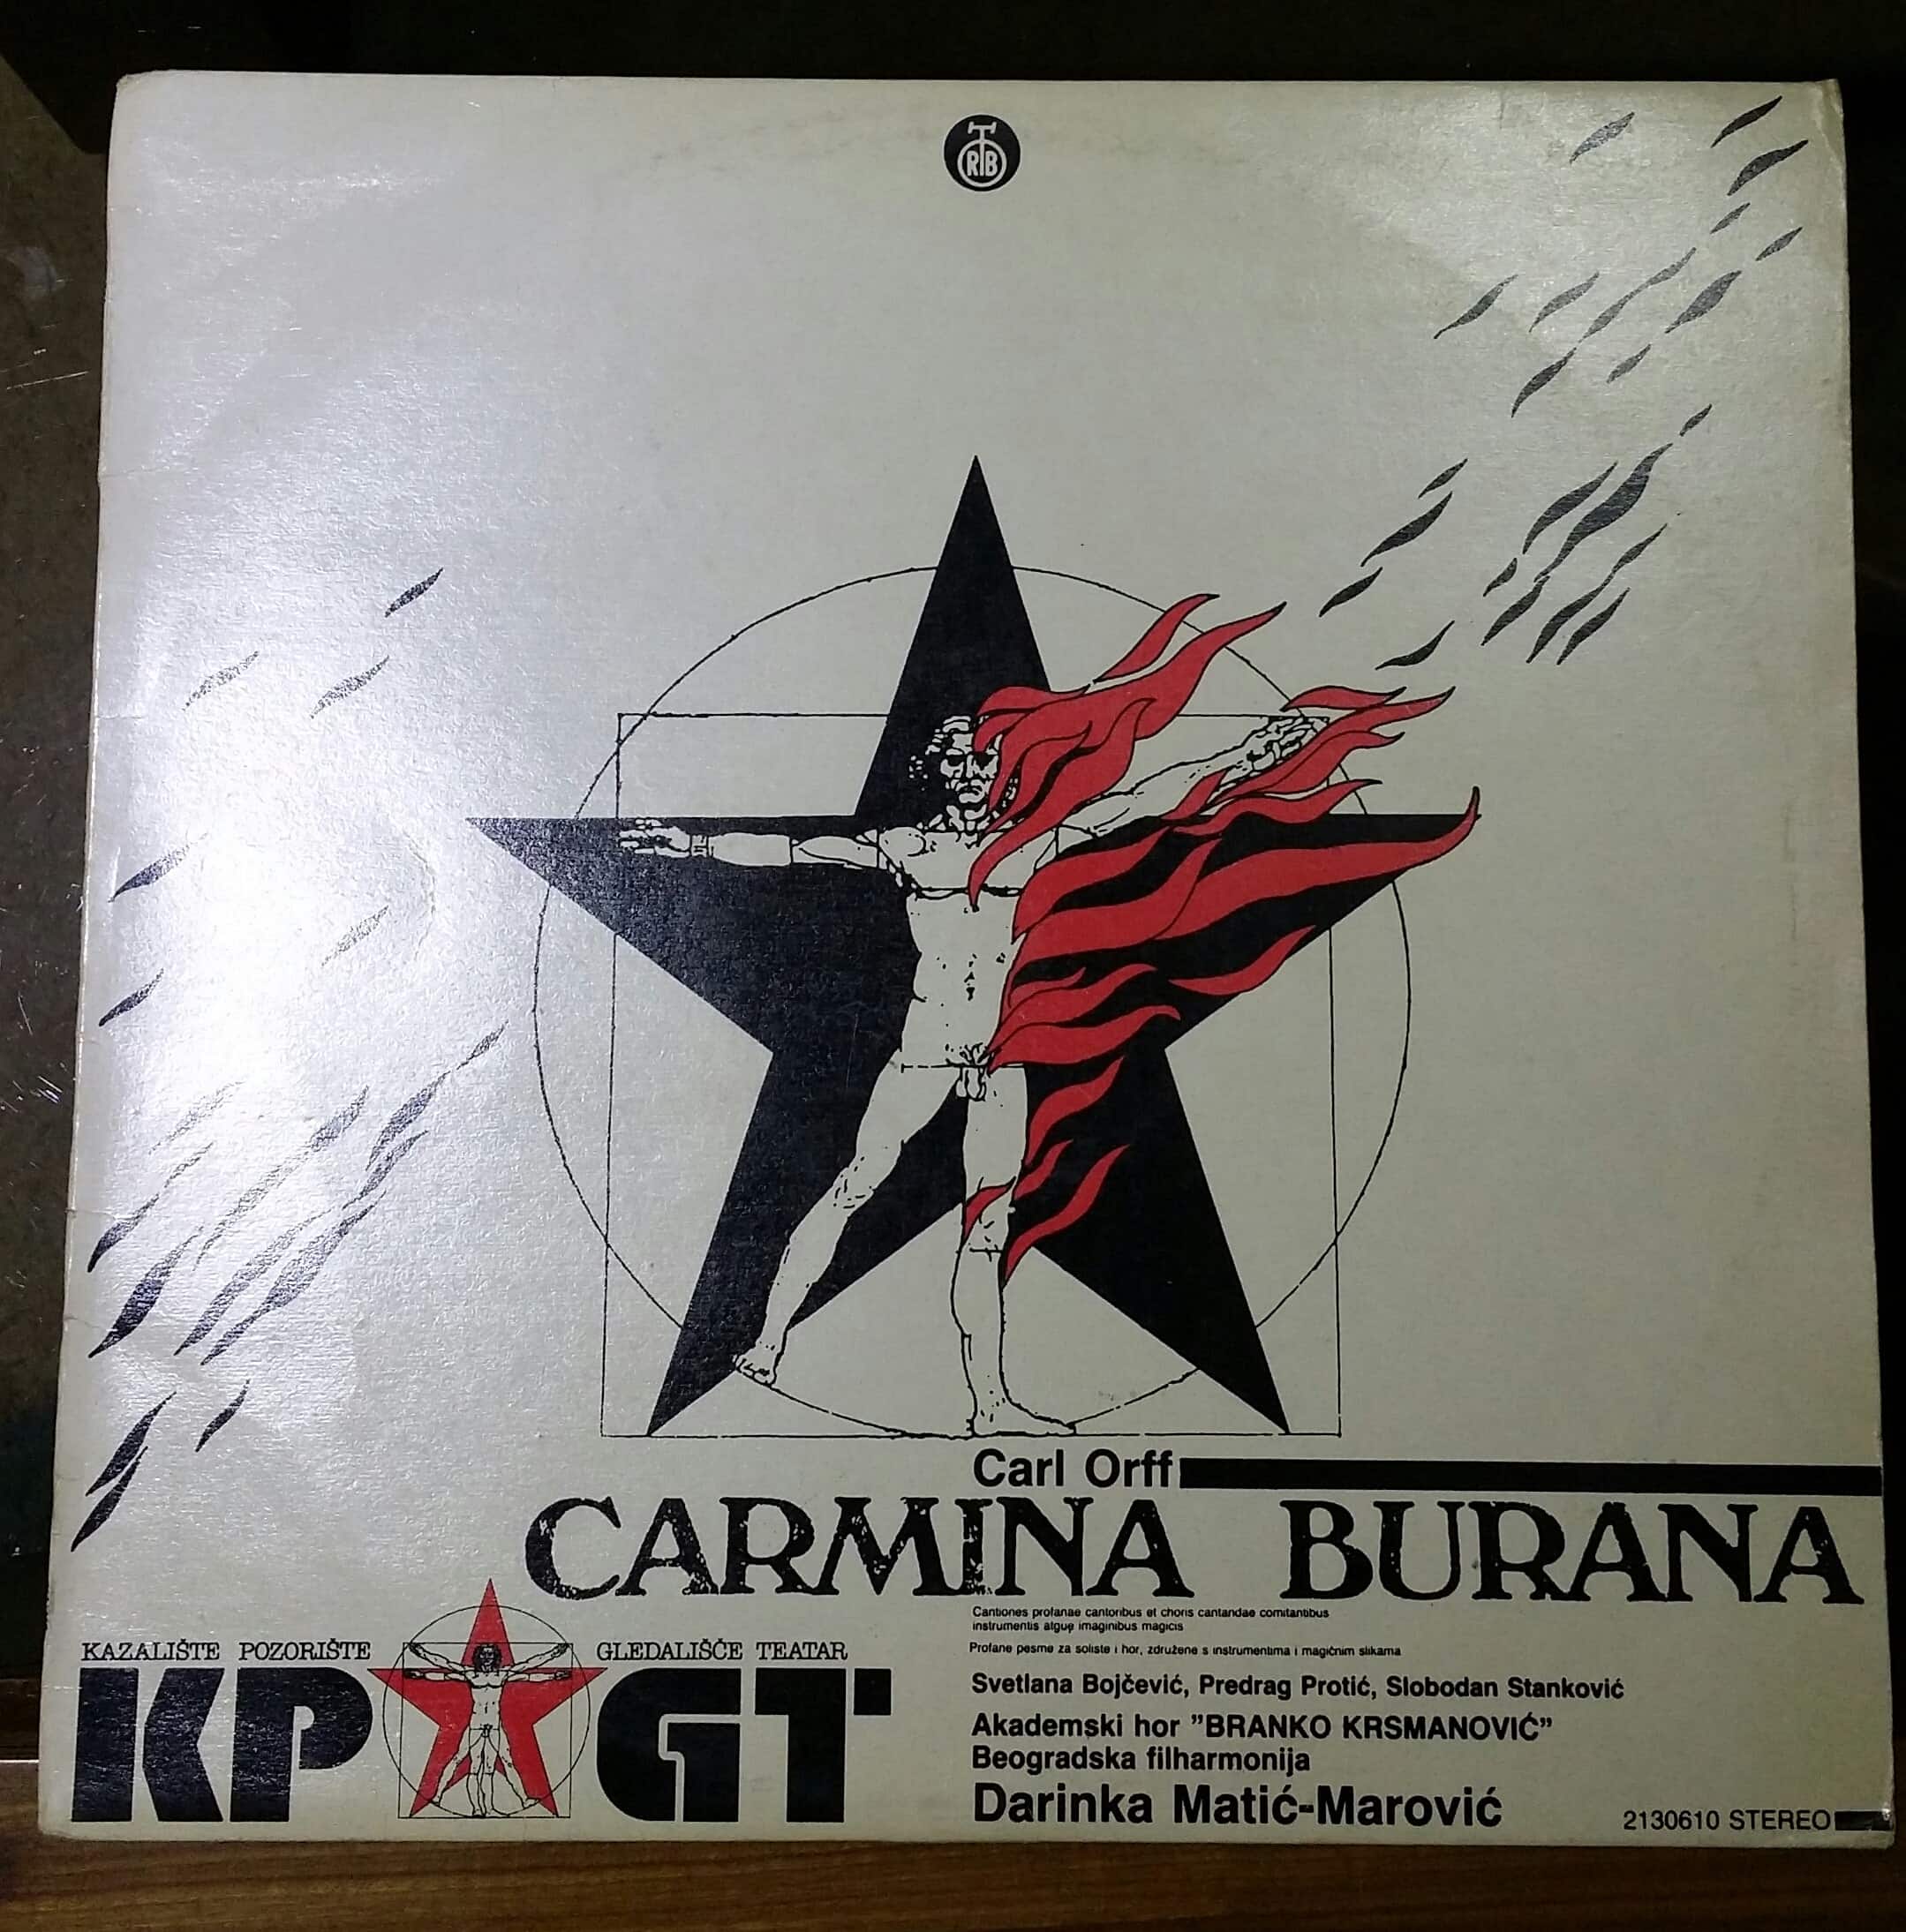 RTB
Carl Orff
CARMINA BURANA
Cantiones profanae cantoribus et choris cantandae comitantibus
instrumentis atgue imaginibus magicis
Profane pesme za soliste i hor, združene s instrumentima i magičnim slikama
Svetlana Bojčević, Predrag Protić, Slobodan Stanković
Akademski hor ”BRANKO KRSMANOVIĆ”
Beogradska filharmonija
Darinka Matić-Marović
KAZALIŠTE POZORIŠTE GLEDALIŠČE TEATAR
KP GT
2130610 STEREO